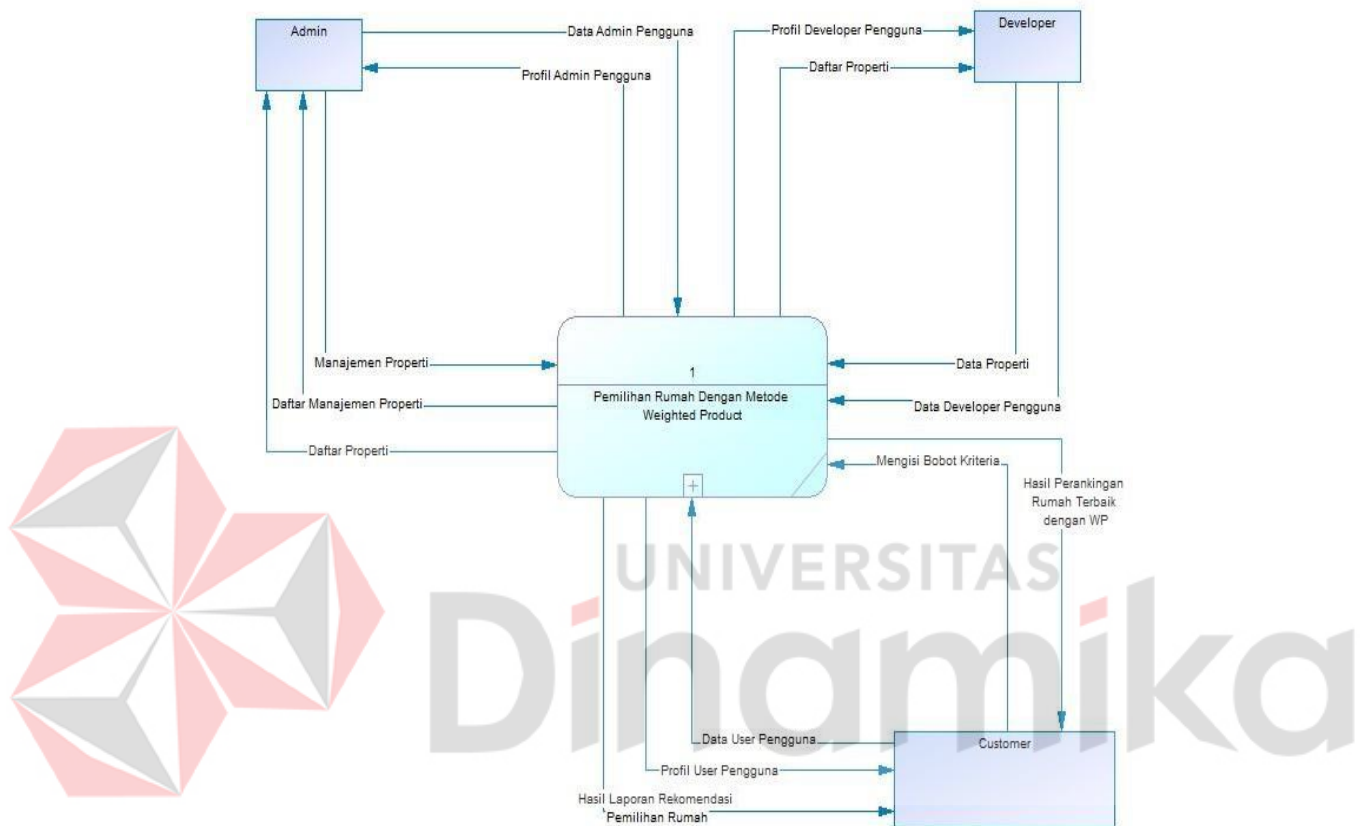 Admin
Data Admin Pengguna
Profil Developer Pengguna
Developer
Profil Admin Pengguna
Daftar Properti
Manajemen Properti
1
Data Properti
Daftar Manajemen Properti
Pemilihan Rumah Dengan Metode
Weighted Product
Data Developer Pengguna
Daftar Properti
Mengisi Bobot Kriteria
Hasil Perankingan
Rumah Terbaik
dengan WP
UNIVERSITAS
Dinamika
Data User Pengguna
Customer
Profil User Pengguna
Hasil Laporan Rekomendasi
Pemilihan Rumah